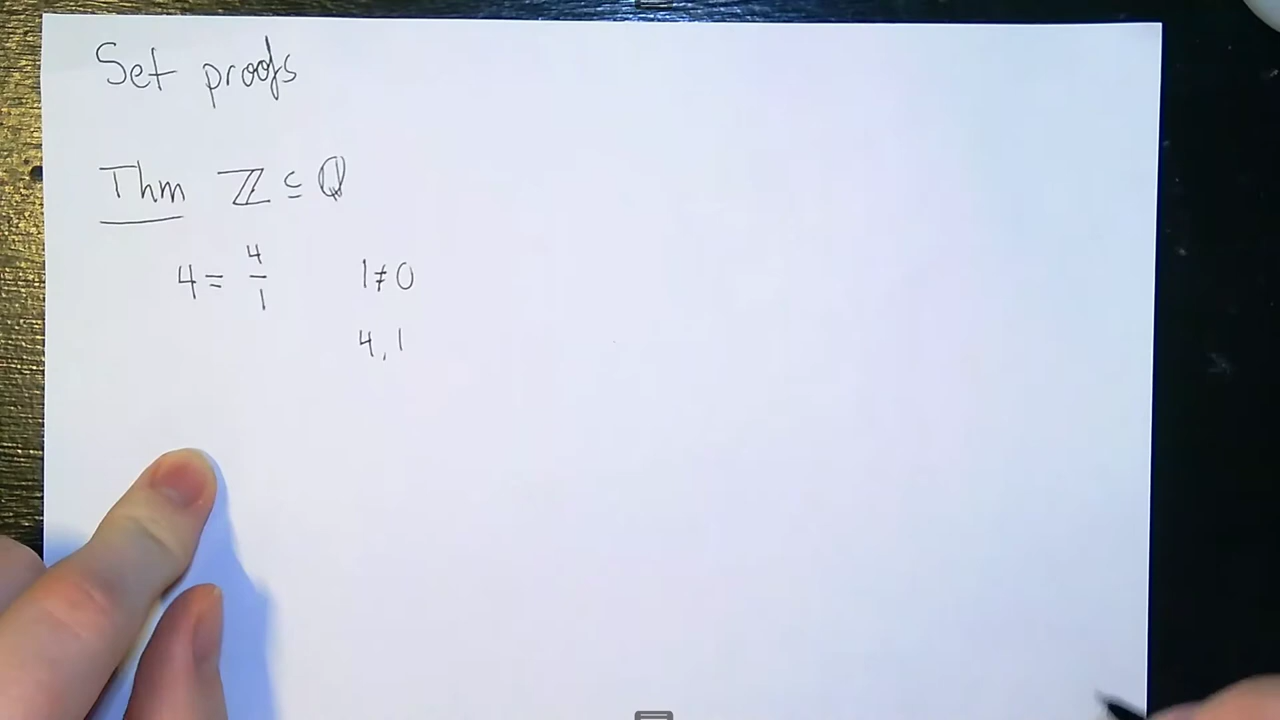 Set proofs
Thm ℤ ⊆ ℚ
4 = 4/1 1 ≠ 0
4, 1